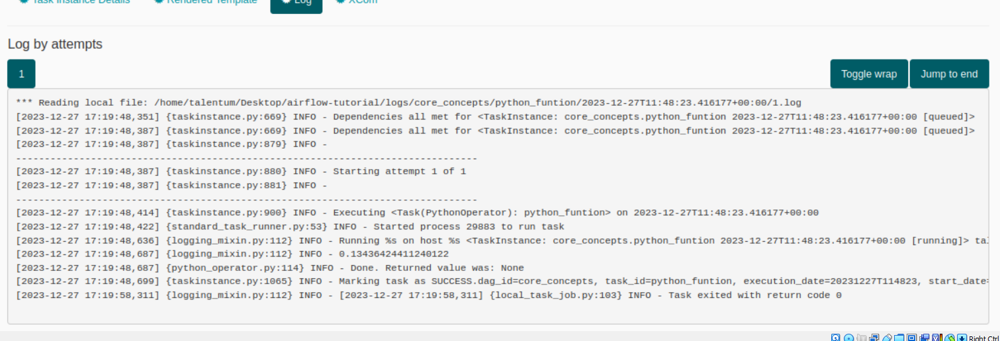 Task Instance Details
Rendered Template
Log
XCom
Log by attempts
1
Toggle wrap
Jump to end
*** Reading local file: /home/talentum/Desktop/airflow-tutorial/logs/core_concepts/python_funtion/2023-12-27T11:48:23.416177+00:00/1.log
[2023-12-27 17:19:48,351] {taskinstance.py:669} INFO - Dependencies all met for <TaskInstance: core_concepts.python_funtion 2023-12-27T11:48:23.416177+00:00 [queued]>
[2023-12-27 17:19:48,387] {taskinstance.py:669} INFO - Dependencies all met for <TaskInstance: core_concepts.python_funtion 2023-12-27T11:48:23.416177+00:00 [queued]>
[2023-12-27 17:19:48,387] {taskinstance.py:879} INFO -
--------------------------------------------------------------------------------
[2023-12-27 17:19:48,387] {taskinstance.py:880} INFO - Starting attempt 1 of 1
[2023-12-27 17:19:48,387] {taskinstance.py:881} INFO -
--------------------------------------------------------------------------------
[2023-12-27 17:19:48,414] {taskinstance.py:900} INFO - Executing <Task(PythonOperator): python_funtion> on 2023-12-27T11:48:23.416177+00:00
[2023-12-27 17:19:48,422] {standard_task_runner.py:53} INFO - Started process 29883 to run task
[2023-12-27 17:19:48,636] {logging_mixin.py:112} INFO - Running %s on host %s <TaskInstance: core_concepts.python_funtion 2023-12-27T11:48:23.416177+00:00 [running]> tal
[2023-12-27 17:19:48,687] {logging_mixin.py:112} INFO - 0.13436424411240122
[2023-12-27 17:19:48,687] {python_operator.py:114} INFO - Done. Returned value was: None
[2023-12-27 17:19:48,699] {taskinstance.py:1065} INFO - Marking task as SUCCESS.dag_id=core_concepts, task_id=python_funtion, execution_date=20231227T114823, start_date=
[2023-12-27 17:19:58,311] {logging_mixin.py:112} INFO - [2023-12-27 17:19:58,311] {local_task_job.py:103} INFO - Task exited with return code 0
Right Ctrl